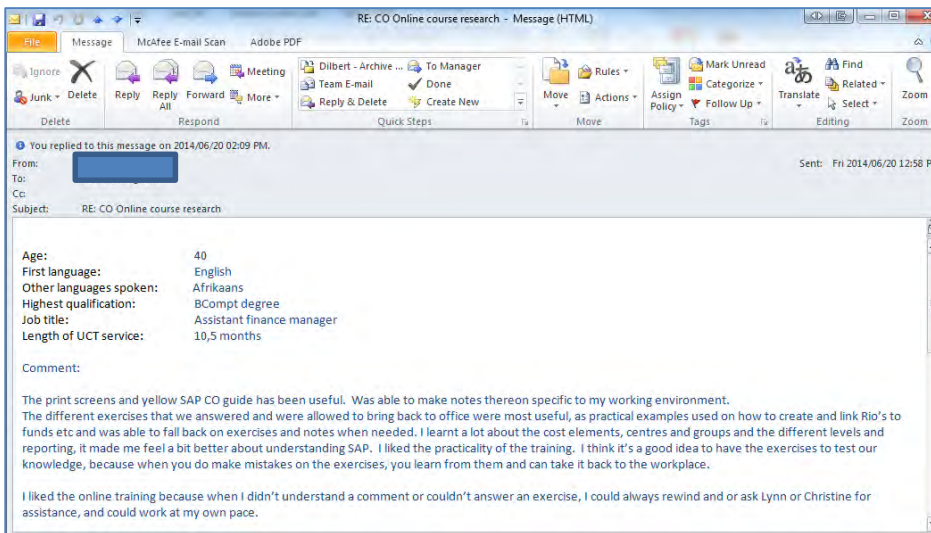 RE: CO Online course research - Message (HTML)
File Message McAfee E-mail Scan Adobe PDF
Ignore Meeting Dilbert - Archive ... To Manager Rules Mark Unread Find
Junk Delete Reply Reply All Forward More Team E-mail Done Move Actions Assign Policy Categorize Follow Up Translate Related Select Zoom
Reply & Delete Create New
Delete Respond Quick Steps Move Tags Editing Zoom
You replied to this message on 2014/06/20 02:09 PM.
From: Sent: Fri 2014/06/20 12:58 P
To:
Cc:
Subject: RE: CO Online course research
Age: 40
First language: English
Other languages spoken: Afrikaans
Highest qualification: BCompt degree
Job title: Assistant finance manager
Length of UCT service: 10,5 months
Comment:
The print screens and yellow SAP CO guide has been useful. Was able to make notes thereon specific to my working environment.
The different exercises that we answered and were allowed to bring back to office were most useful, as practical examples used on how to create and link Rio's to
funds etc and was able to fall back on exercises and notes when needed. I learnt a lot about the cost elements, centres and groups and the different levels and
reporting, it made me feel a bit better about understanding SAP. I liked the practicality of the training. I think it's a good idea to have the exercises to test our
knowledge, because when you do make mistakes on the exercises, you learn from them and can take it back to the workplace.
I liked the online training because when I didn't understand a comment or couldn't answer an exercise, I could always rewind and or ask Lynn or Christine for
assistance, and could work at my own pace.